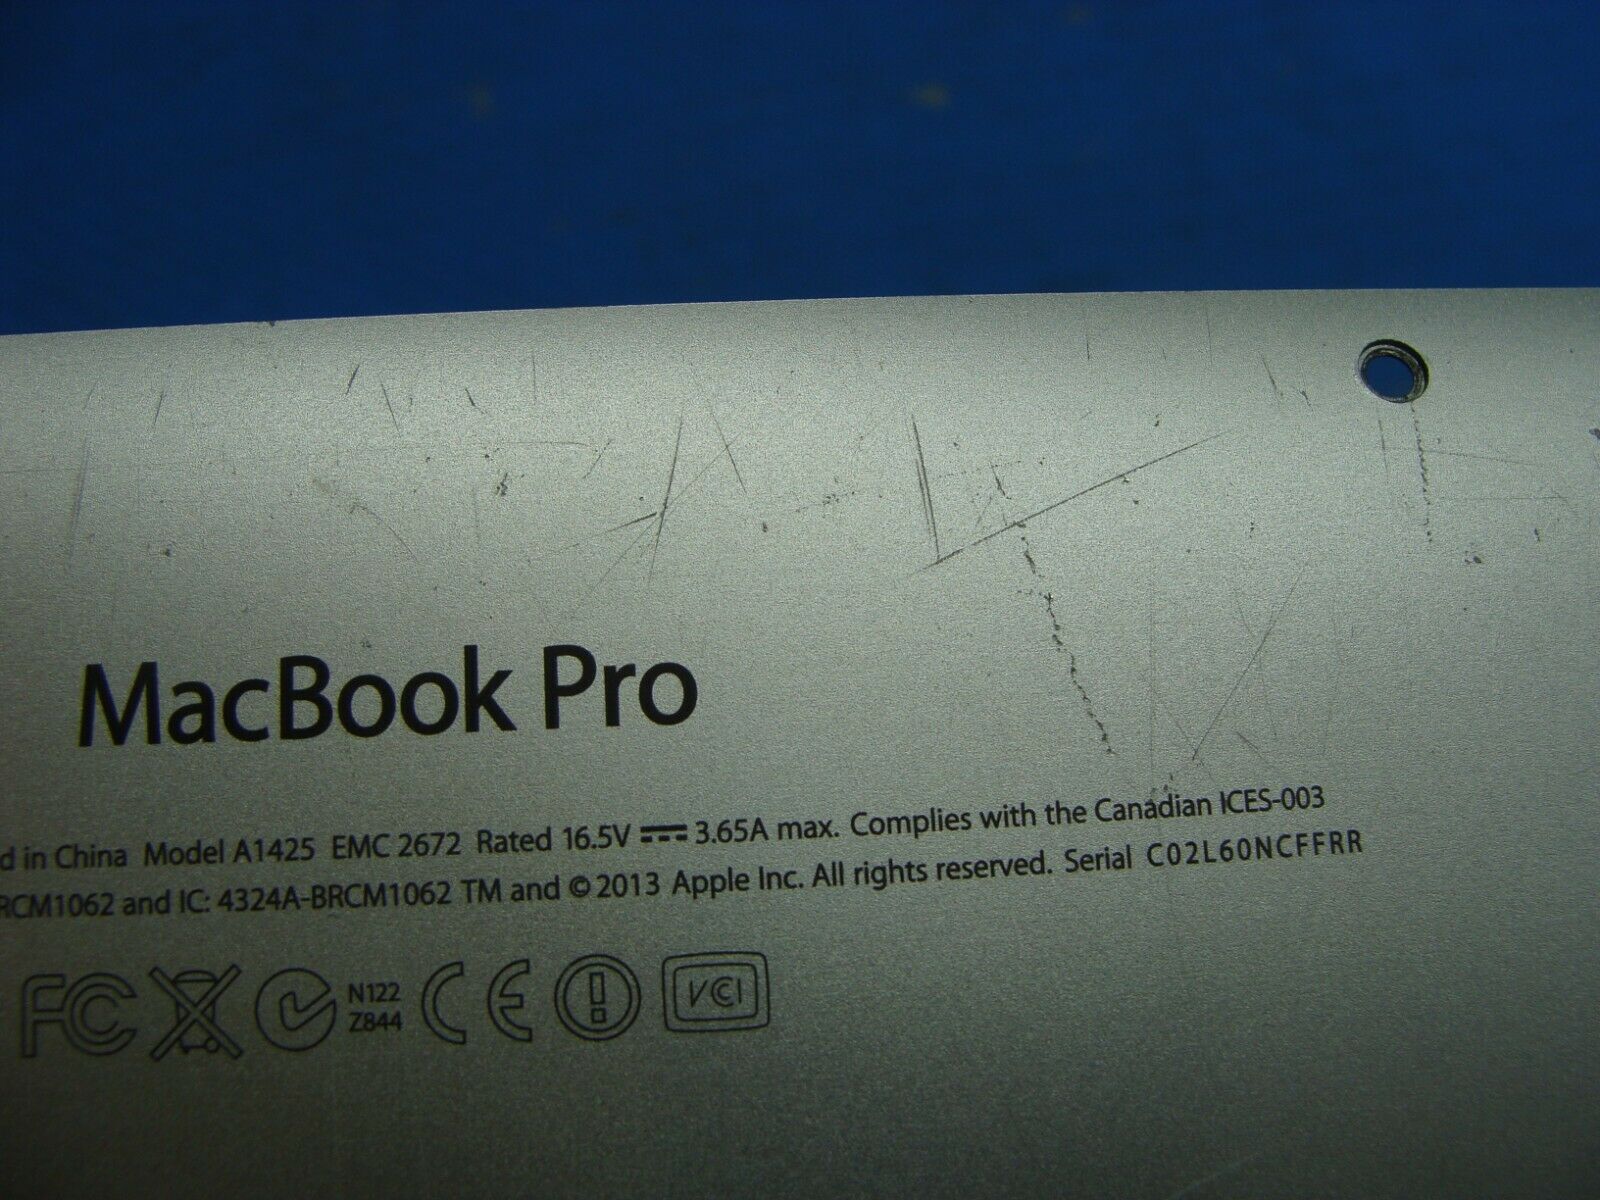 MacBook Pro
d in China Model A1425 EMC 2672 Rated 16.5V ⎓ 3.65A max. Complies with the Canadian ICES-003
RCM1062 and IC: 4324A-BRCM1062 TM and © 2013 Apple Inc. All rights reserved. Serial C02L60NCFFRR
FC N122 CE VCI
Z844